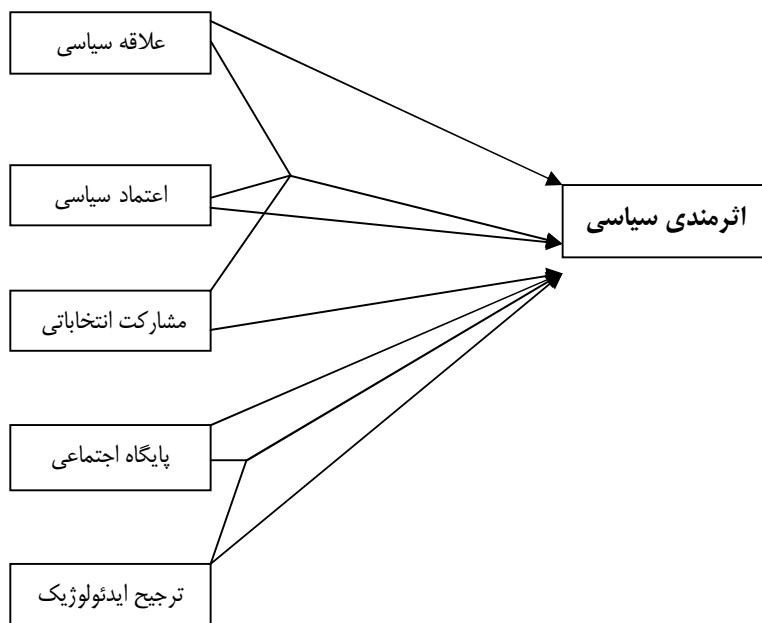 علاقه سیاسی
اعتماد سیاسی
اثرمندی سیاسی
مشارکت انتخاباتی
پایگاه اجتماعی
ترجیح ایدئولوژیک